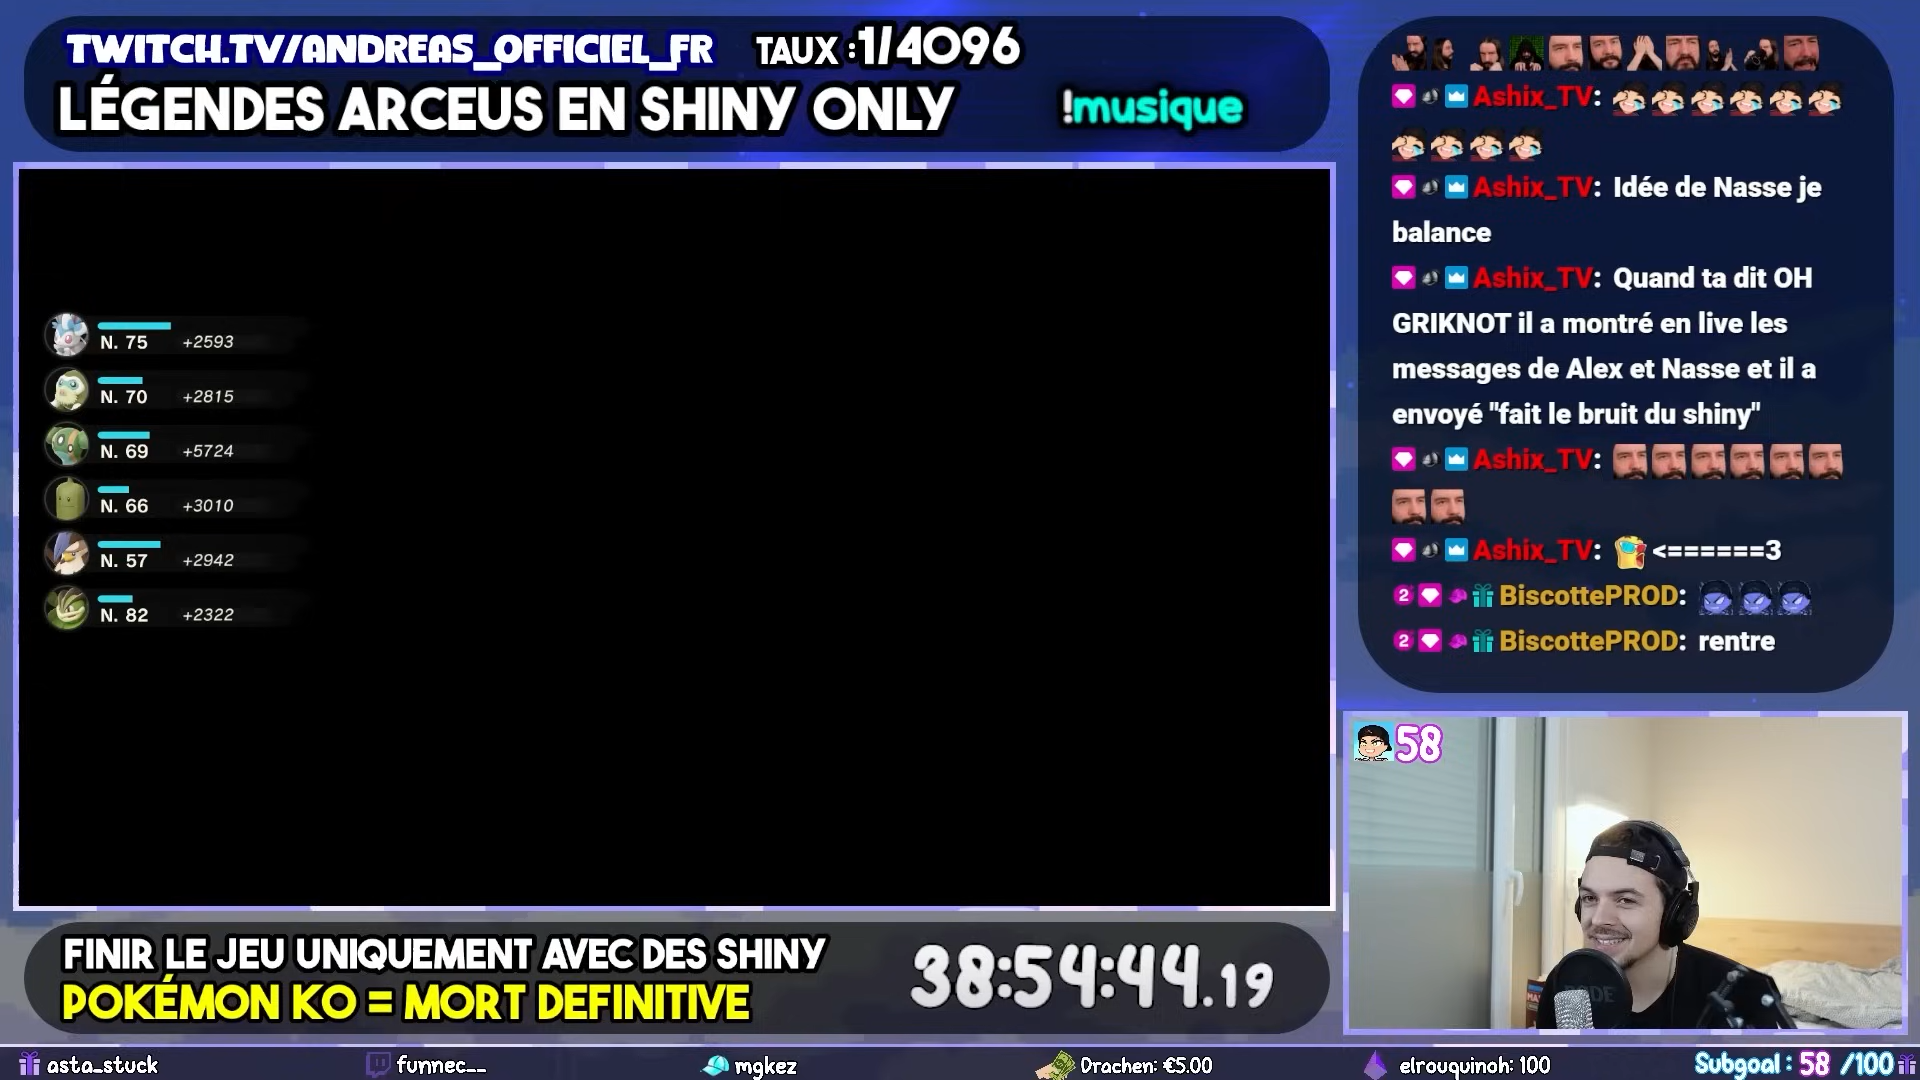 TWITCH.TV/ANDREAS_OFFICIEL_FR TAUX :1/4096
LÉGENDES ARCEUS EN SHINY ONLY !musique
N. 75 +2593
N. 70 +2815
N. 69 +5724
N. 66 +3010
N. 57 +2942
N. 82 +2322
Ashix_TV:
Ashix_TV: Idée de Nasse je
balance
Ashix_TV: Quand ta dit OH
GRIKNOT il a montré en live les
messages de Alex et Nasse et il a
envoyé "fait le bruit du shiny"
Ashix_TV:
Ashix_TV: <======3
2 BiscottePROD:
2 BiscottePROD: rentre
58
RODE
FINIR LE JEU UNIQUEMENT AVEC DES SHINY
POKÉMON KO = MORT DEFINITIVE
38:54:44.19
asta_stuck funnec__ mgkez Drachen: €5.00 elrouquinoh: 100 Subgoal : 58 /100